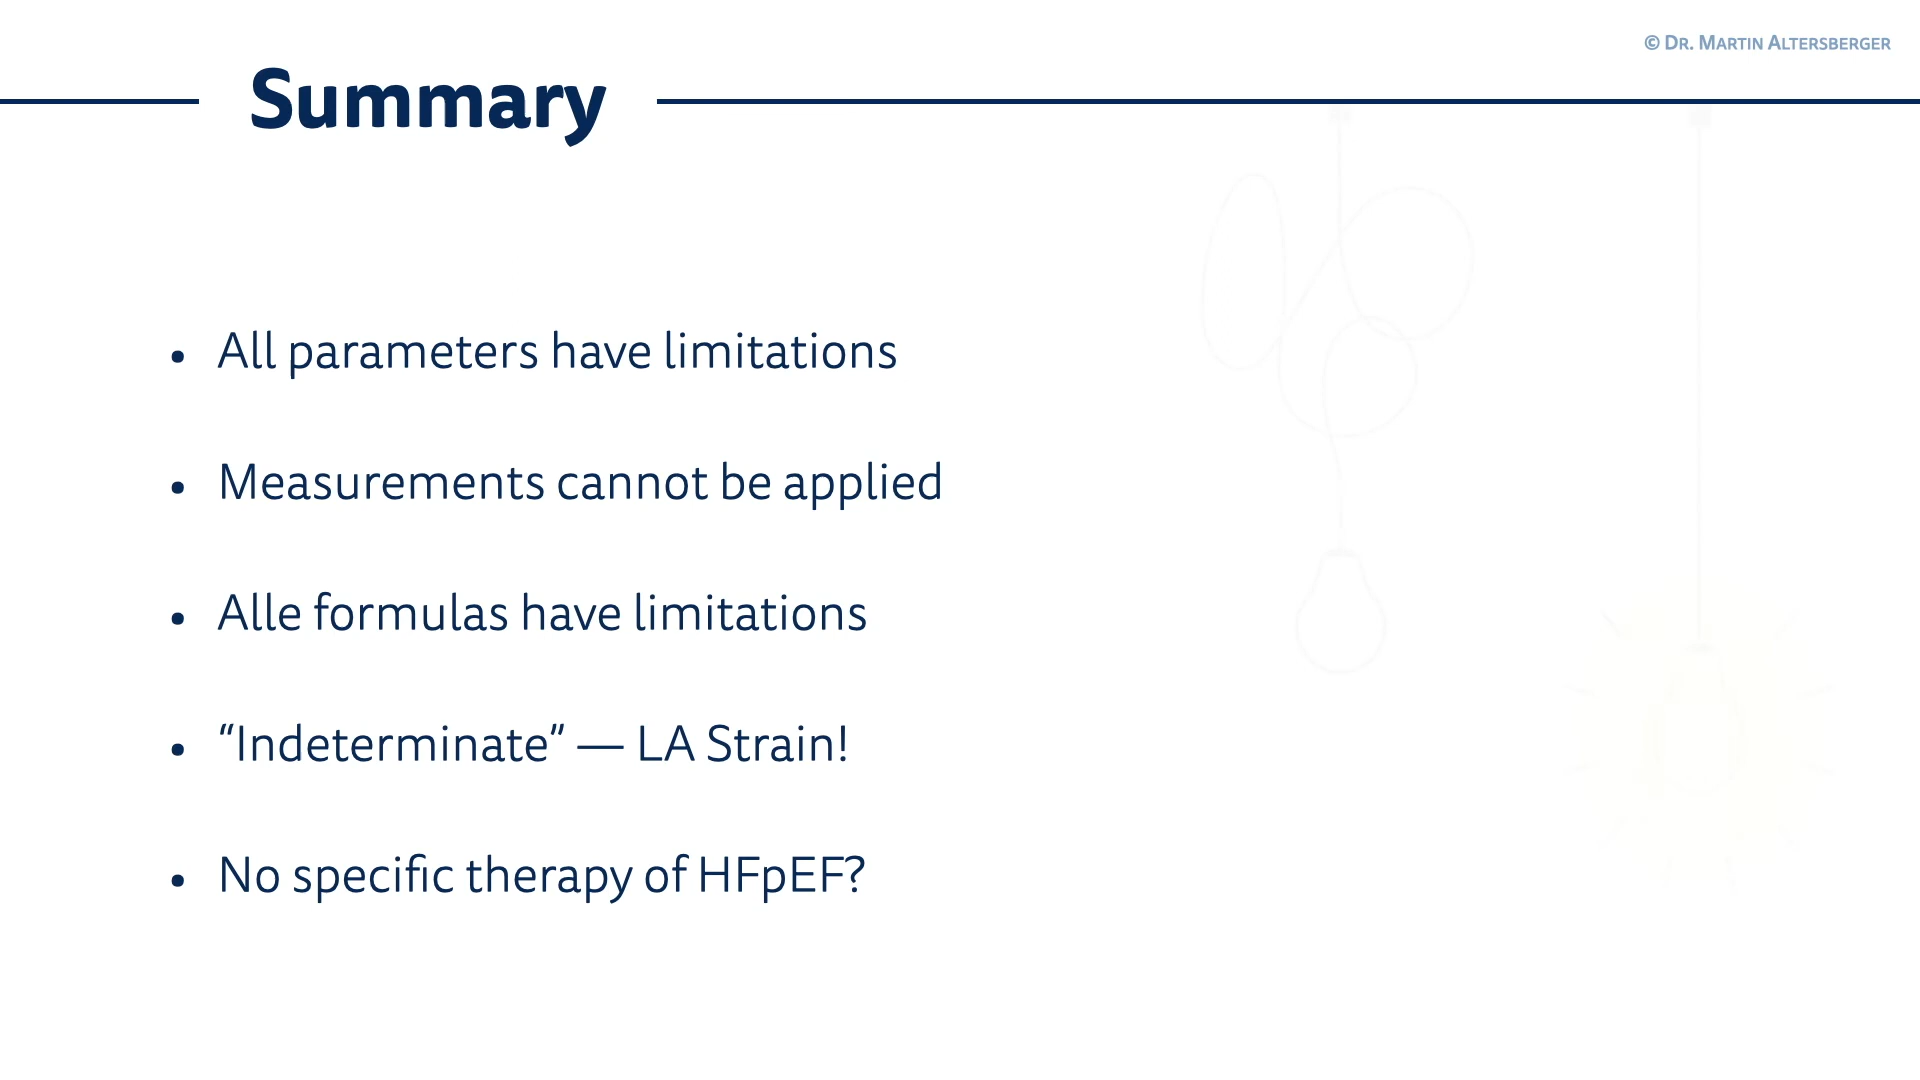 © Dr. Martin Altersberger
Summary
• All parameters have limitations
• Measurements cannot be applied
• Alle formulas have limitations
• “Indeterminate” — LA Strain!
• No specific therapy of HFpEF?